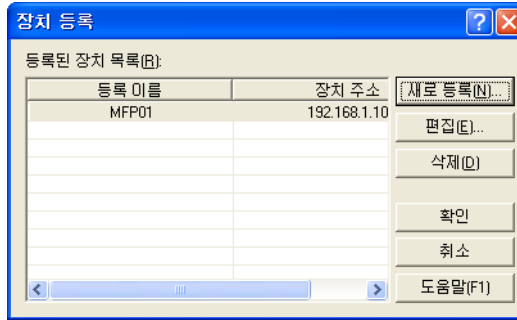 장치 등록
등록된 장치 목록(R):
등록 이름 장치 주소
MFP01 192.168.1.10
새로 등록(N)...
편집(E)...
삭제(D)
확인
취소
도움말(F1)